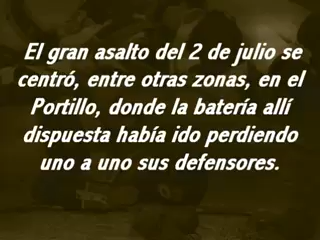 El gran asalto del 2 de julio se
centró, entre otras zonas, en el
Portillo, donde la batería allí
dispuesta había ido perdiendo
uno a uno sus defensores.